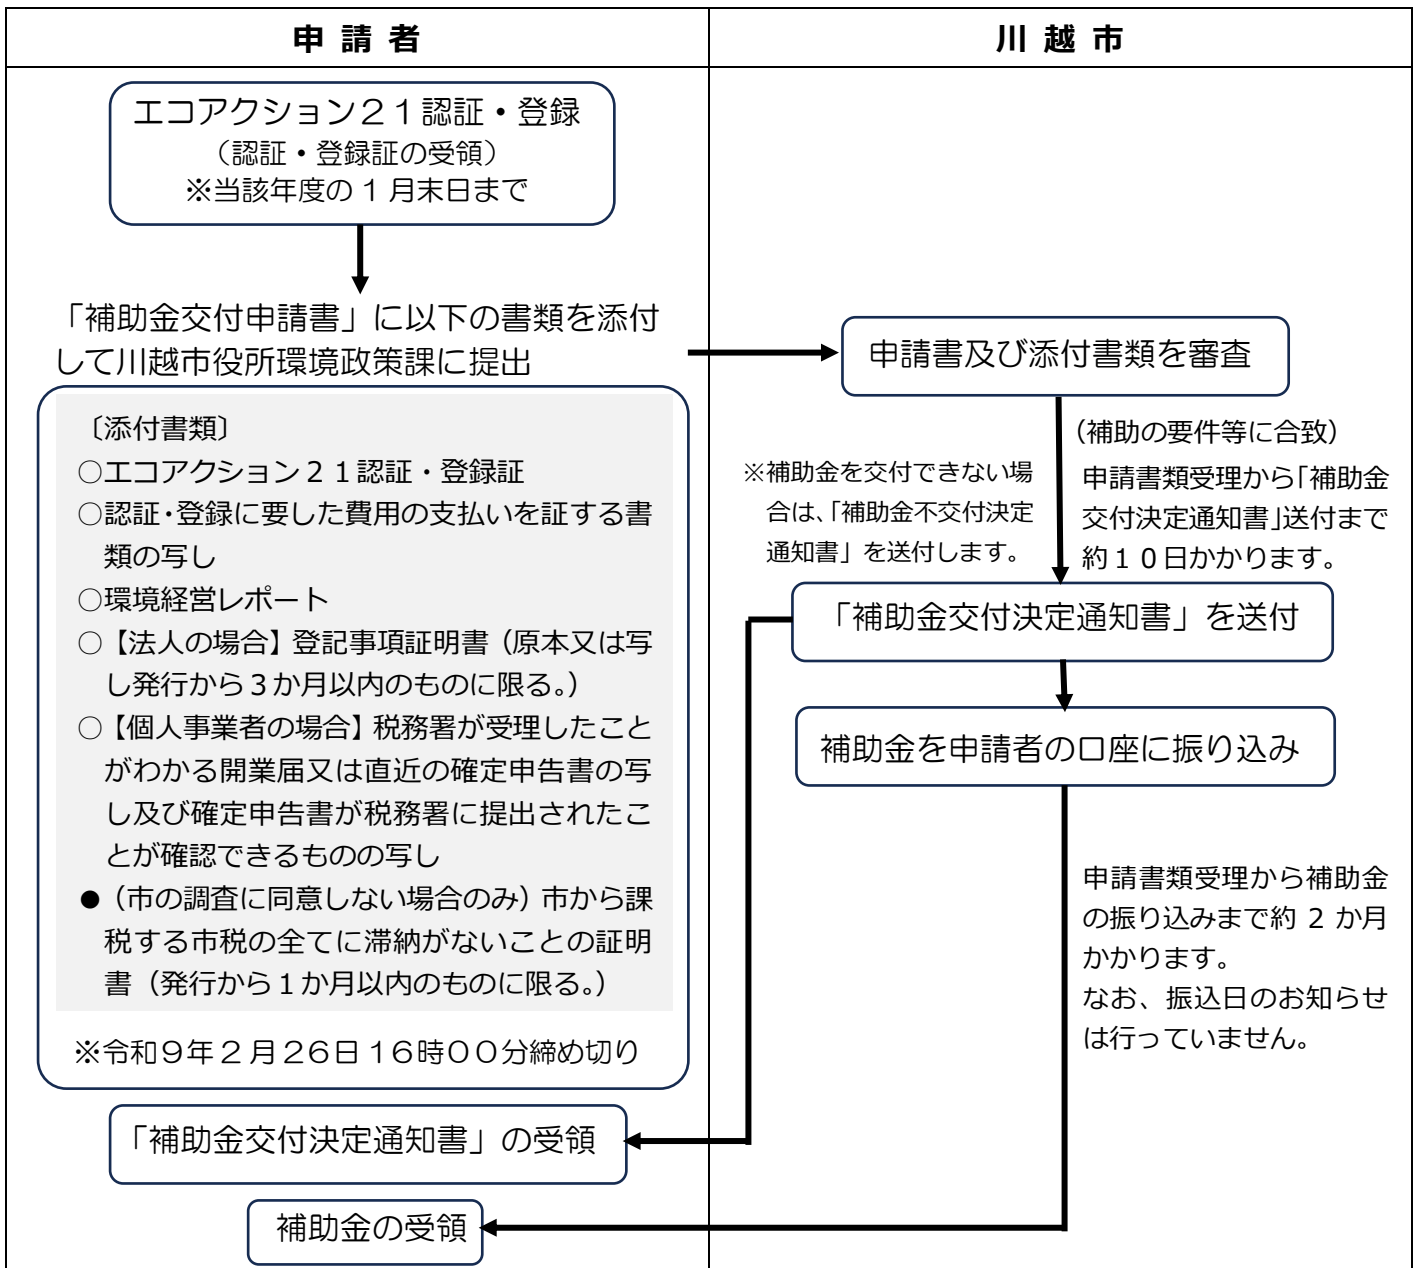 申請者
川越市
エコアクション２１認証・登録
（認証・登録証の受領）
※当該年度の１月末日まで
「補助金交付申請書」に以下の書類を添付
して川越市役所環境政策課に提出
〔添付書類〕
○エコアクション２１認証・登録証
○認証・登録に要した費用の支払いを証する書
類の写し
○環境経営レポート
○【法人の場合】登記事項証明書（原本又は写
し発行から３か月以内のものに限る。）
○【個人事業者の場合】税務署が受理したこと
がわかる開業届又は直近の確定申告書の写
し及び確定申告書が税務署に提出されたこ
とが確認できるものの写し
●（市の調査に同意しない場合のみ）市から課
税する市税の全てに滞納がないことの証明
書（発行から１か月以内のものに限る。）
※令和９年２月２６日１６時００分締め切り
申請書及び添付書類を審査
（補助の要件等に合致）
申請書類受理から「補助金
交付決定通知書」送付まで
約１０日かかります。
※補助金を交付できない場
合は、「補助金不交付決定
通知書」を送付します。
「補助金交付決定通知書」を送付
補助金を申請者の口座に振り込み
申請書類受理から補助金
の振り込みまで約 2 か月
かかります。
なお、振込日のお知らせ
は行っていません。
「補助金交付決定通知書」の受領
補助金の受領